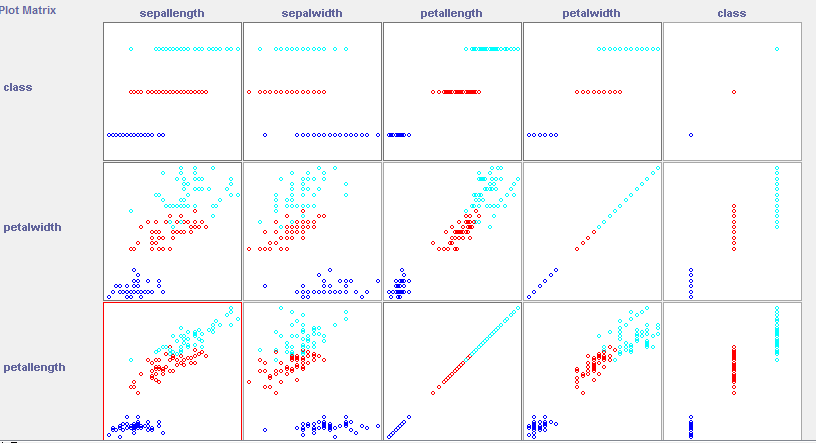 Plot Matrix
sepallength sepalwidth petallength petalwidth class
class
petalwidth
petallength